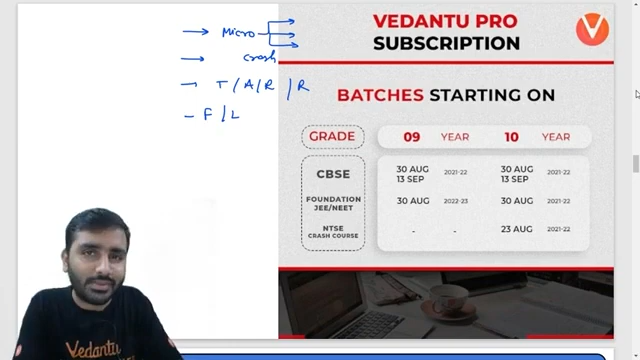 → Micro
→ Crash
- T/A/R/R
- F/L
VEDANTU PRO
SUBSCRIPTION
BATCHES STARTING ON
GRADE 09 YEAR 10 YEAR
CBSE 30 AUG 2021-22 30 AUG 2021-22
13 SEP 13 SEP
FOUNDATION 30 AUG 2022-23 30 AUG 2021-22
JEE/NEET
NTSE - - 23 AUG 2021-22
CRASH COURSE
Vedantu